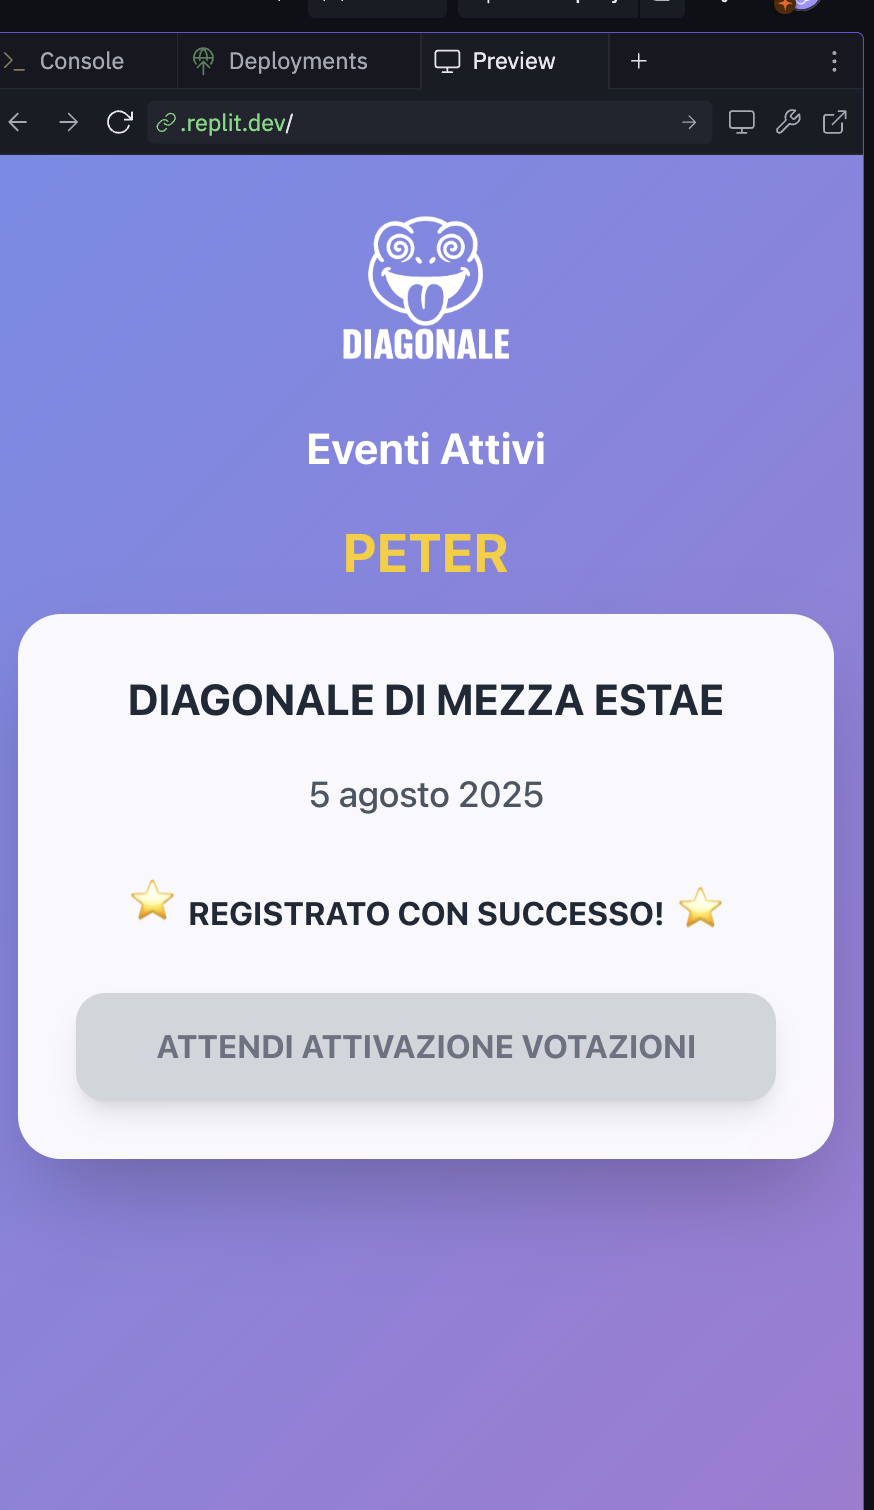 Console
Deployments
Preview
.replit.dev/
DIAGONALE
Eventi Attivi
PETER
DIAGONALE DI MEZZA ESTAE
5 agosto 2025
REGISTRATO CON SUCCESSO!
ATTENDI ATTIVAZIONE VOTAZIONI